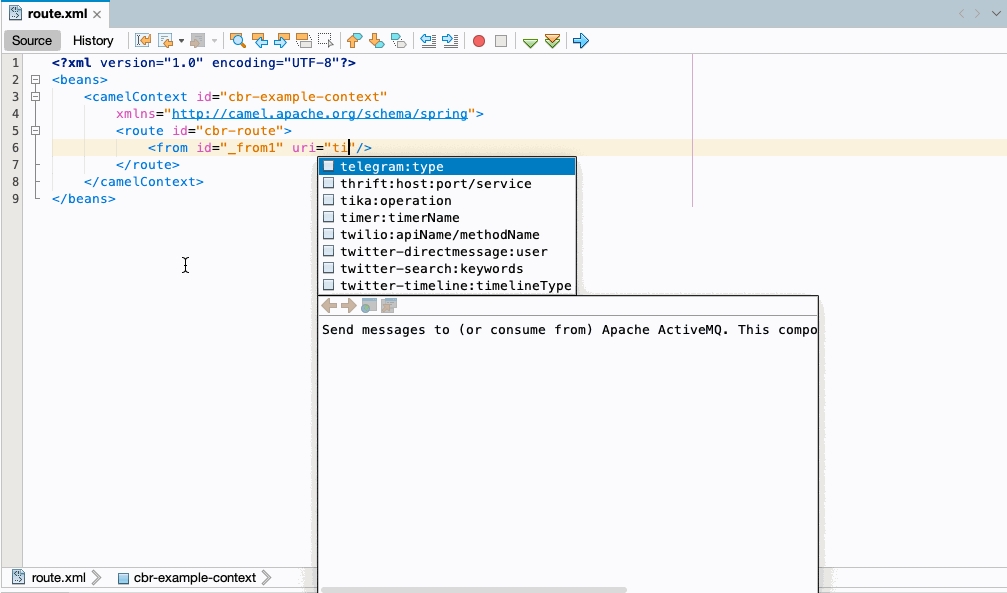 route.xml
Source History
1 <?xml version="1.0" encoding="UTF-8"?>
2 <beans>
3 <camelContext id="cbr-example-context"
4 xmlns="http://camel.apache.org/schema/spring">
5 <route id="cbr-route">
6 <from id="_from1" uri="ti"/>
7 </route>
8 </camelContext>
9 </beans>
telegram:type
thrift:host:port/service
tika:operation
timer:timerName
twilio:apiName/methodName
twitter-directmessage:user
twitter-search:keywords
twitter-timeline:timelineType
Send messages to (or consume from) Apache ActiveMQ. This compo
route.xml cbr-example-context